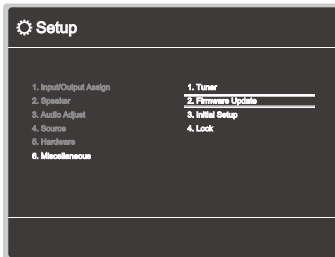 Setup
1. Input/Output Assign
2. Speaker
3. Audio Adjust
4. Source
5. Hardware
6. Miscellaneous
1. Tuner
2. Firmware Update
3. Initial Setup
4. Lock